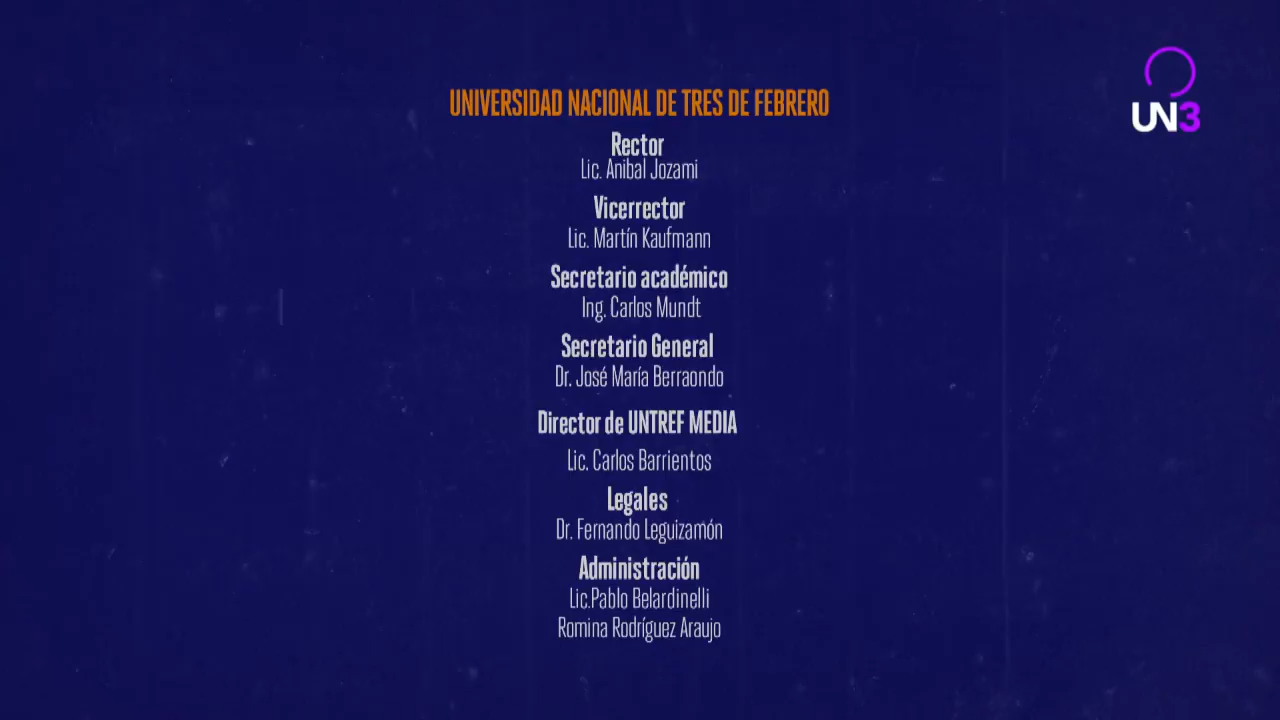 UNIVERSIDAD NACIONAL DE TRES DE FEBRERO
UN3
Rector
Lic. Anibal Jozami
Vicerrector
Lic. Martín Kaufmann
Secretario académico
Ing. Carlos Mundt
Secretario General
Dr. José María Berraondo
Director de UNTREF MEDIA
Lic. Carlos Barrientos
Legales
Dr. Fernando Leguizamón
Administración
Lic.Pablo Belardinelli
Romina Rodríguez Araujo